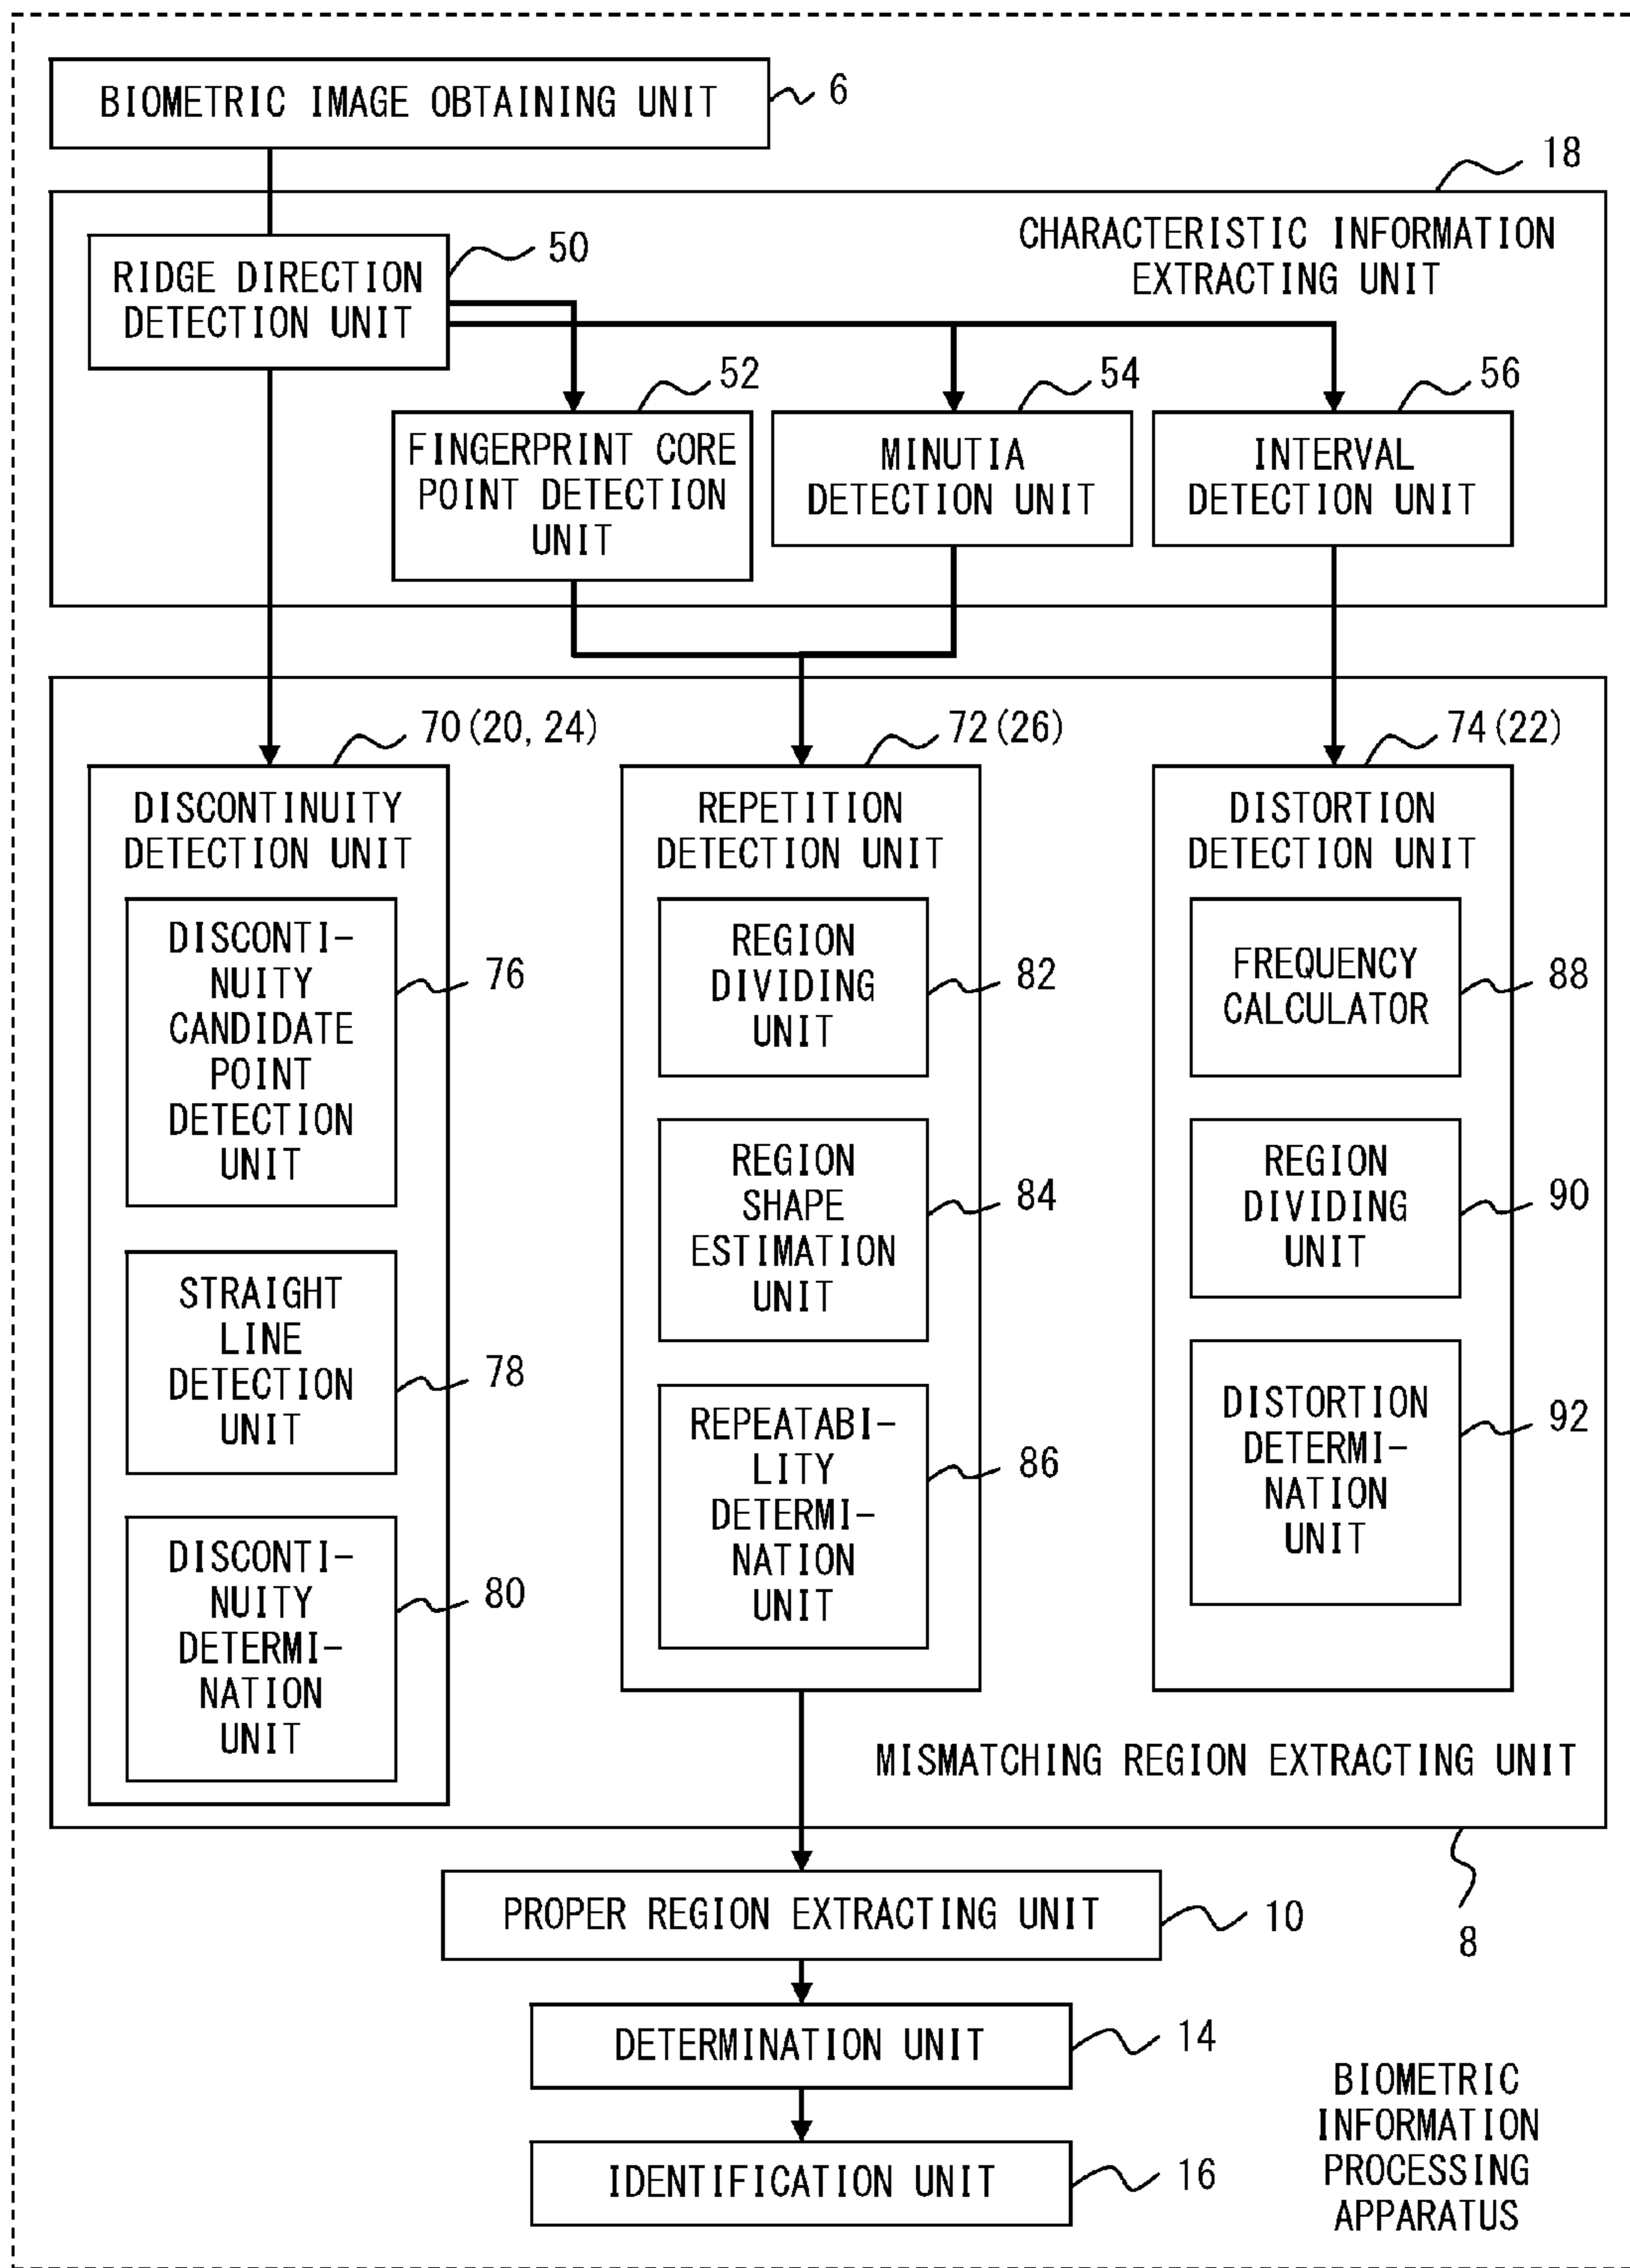 BIOMETRIC IMAGE OBTAINING UNIT
6
18
CHARACTERISTIC INFORMATION
EXTRACTING UNIT
RIDGE DIRECTION
DETECTION UNIT
50
52
54
56
FINGERPRINT CORE
POINT DETECTION
UNIT
MINUTIA
DETECTION UNIT
INTERVAL
DETECTION UNIT
70(20, 24)
72(26)
74(22)
DISCONTINUITY
DETECTION UNIT
DISCONTI-
NUITY
CANDIDATE
POINT
DETECTION
UNIT
76
STRAIGHT
LINE
DETECTION
UNIT
78
DISCONTI-
NUITY
DETERMI-
NATION
UNIT
80
REPETITION
DETECTION UNIT
REGION
DIVIDING
UNIT
82
REGION
SHAPE
ESTIMATION
UNIT
84
REPEATABI-
LITY
DETERMI-
NATION
UNIT
86
DISTORTION
DETECTION UNIT
FREQUENCY
CALCULATOR
88
REGION
DIVIDING
UNIT
90
DISTORTION
DETERMI-
NATION
UNIT
92
MISMATCHING REGION EXTRACTING UNIT
8
PROPER REGION EXTRACTING UNIT
10
DETERMINATION UNIT
14
IDENTIFICATION UNIT
16
BIOMETRIC
INFORMATION
PROCESSING
APPARATUS